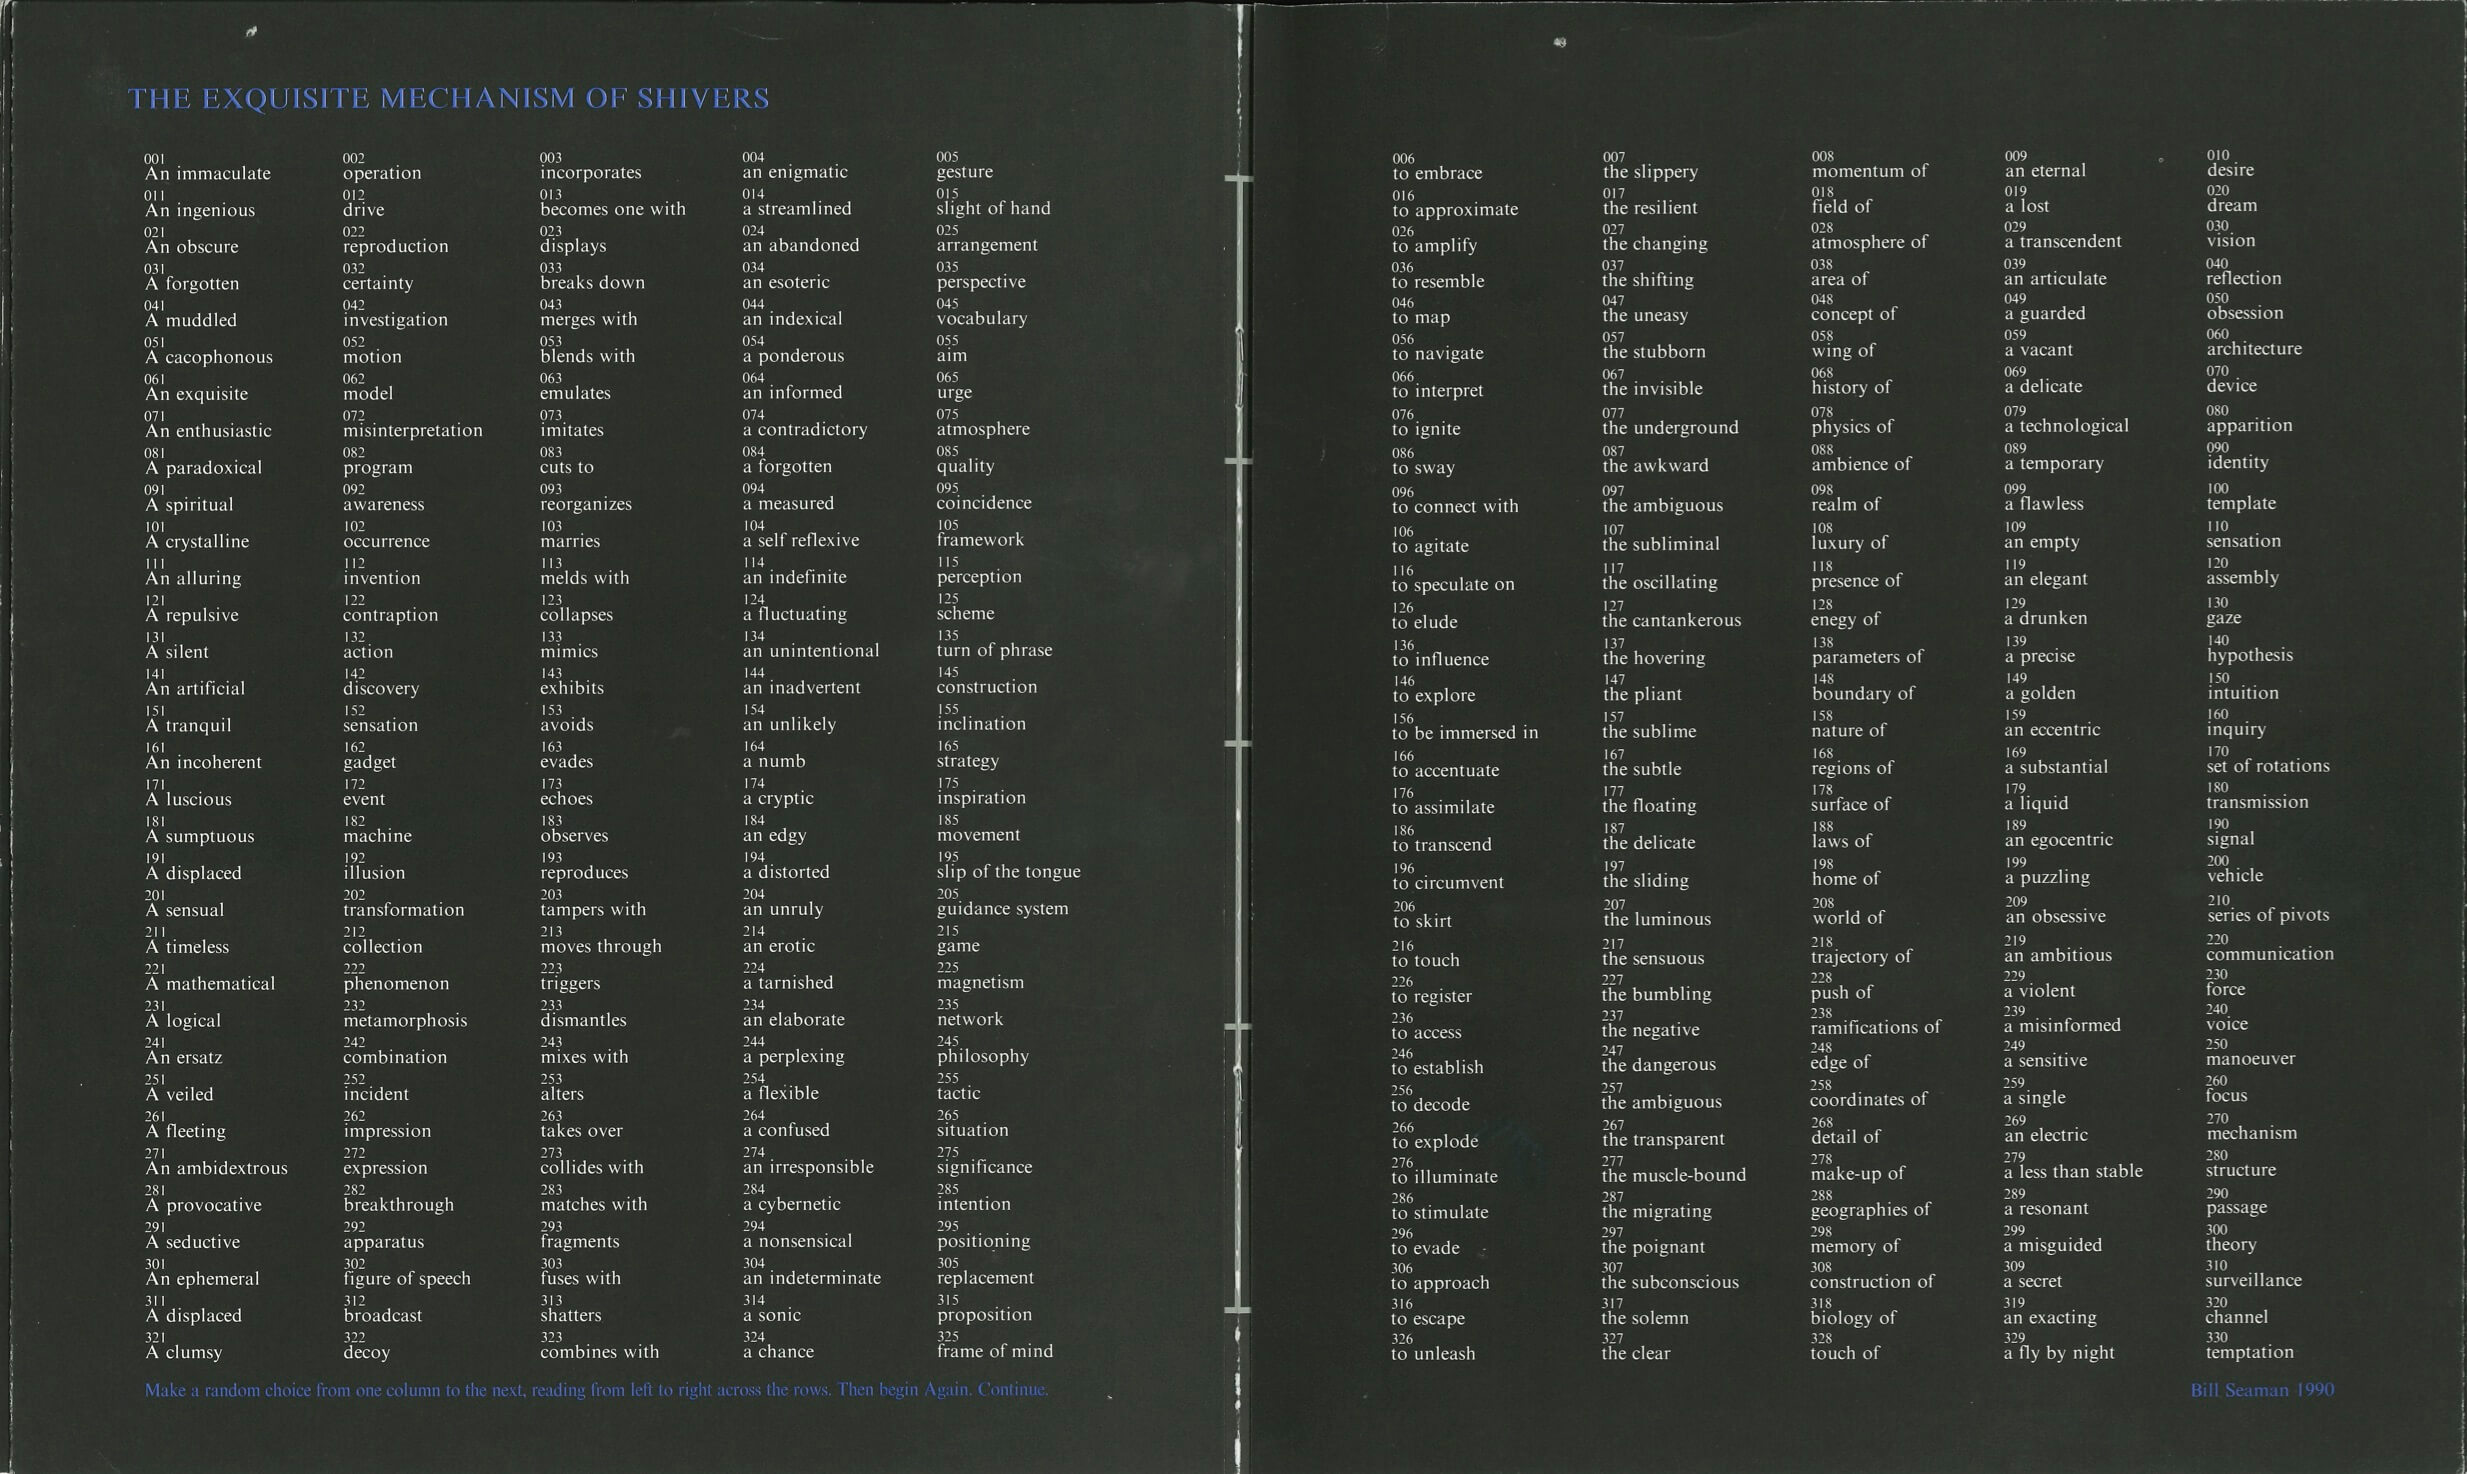 THE EXQUISITE MECHANISM OF SHIVERS
001 002 003 004 005 006 007 008 009 010
An immaculate operation incorporates an enigmatic gesture to embrace the slippery momentum of an eternal desire
011 012 013 014 015 016 017 018 019 020
An ingenious drive becomes one with a streamlined slight of hand to approximate the resilient field of a lost dream
021 022 023 024 025 026 027 028 029 030
An obscure reproduction displays an abandoned arrangement to amplify the changing atmosphere of a transcendent vision
031 032 033 034 035 036 037 038 039 040
A forgotten certainty breaks down an esoteric perspective to resemble the shifting area of an articulate reflection
041 042 043 044 045 046 047 048 049 050
A muddled investigation merges with an indexical vocabulary to map the uneasy concept of a guarded obsession
051 052 053 054 055 056 057 058 059 060
A cacophonous motion blends with a ponderous aim to navigate the stubborn wing of a vacant architecture
061 062 063 064 065 066 067 068 069 070
An exquisite model emulates an informed urge to interpret the invisible history of a delicate device
071 072 073 074 075 076 077 078 079 080
An enthusiastic misinterpretation imitates a contradictory atmosphere to ignite the underground physics of a technological apparition
081 082 083 084 085 086 087 088 089 090
A paradoxical program cuts to a forgotten quality to sway the awkward ambience of a temporary identity
091 092 093 094 095 096 097 098 099 100
A spiritual awareness reorganizes a measured coincidence to connect with the ambiguous realm of a flawless template
101 102 103 104 105 106 107 108 109 110
A crystalline occurrence marries a self reflexive framework to agitate the subliminal luxury of an empty sensation
111 112 113 114 115 116 117 118 119 120
An alluring invention melds with an indefinite perception to speculate on the oscillating presence of an elegant assembly
121 122 123 124 125 126 127 128 129 130
A repulsive contraption collapses a fluctuating scheme to elude the cantankerous enegy of a drunken gaze
131 132 133 134 135 136 137 138 139 140
A silent action mimics an unintentional turn of phrase to influence the hovering parameters of a precise hypothesis
141 142 143 144 145 146 147 148 149 150
An artificial discovery exhibits an inadvertent construction to explore the pliant boundary of a golden intuition
151 152 153 154 155 156 157 158 159 160
A tranquil sensation avoids an unlikely inclination to be immersed in the sublime nature of an eccentric inquiry
161 162 163 164 165 166 167 168 169 170
An incoherent gadget evades a numb strategy to accentuate the subtle regions of a substantial set of rotations
171 172 173 174 175 176 177 178 179 180
A luscious event echoes a cryptic inspiration to assimilate the floating surface of a liquid transmission
181 182 183 184 185 186 187 188 189 190
A sumptuous machine observes an edgy movement to transcend the delicate laws of an egocentric signal
191 192 193 194 195 196 197 198 199 200
A displaced illusion reproduces a distorted slip of the tongue to circumvent the sliding home of a puzzling vehicle
201 202 203 204 205 206 207 208 209 210
A sensual transformation tampers with an unruly guidance system to skirt the luminous world of an obsessive series of pivots
211 212 213 214 215 216 217 218 219 220
A timeless collection moves through an erotic game to touch the sensuous trajectory of an ambitious communication
221 222 223 224 225 226 227 228 229 230
A mathematical phenomenon triggers a tarnished magnetism to register the bumbling push of a violent force
231 232 233 234 235 236 237 238 239 240
A logical metamorphosis dismantles an elaborate network to access the negative ramifications of a misinformed voice
241 242 243 244 245 246 247 248 249 250
An ersatz combination mixes with a perplexing philosophy to establish the dangerous edge of a sensitive manoeuver
251 252 253 254 255 256 257 258 259 260
A veiled incident alters a flexible tactic to decode the ambiguous coordinates of a single focus
261 262 263 264 265 266 267 268 269 270
A fleeting impression takes over a confused situation to explode the transparent detail of an electric mechanism
271 272 273 274 275 276 277 278 279 280
An ambidextrous expression collides with an irresponsible significance to illuminate the muscle-bound make-up of a less than stable structure
281 282 283 284 285 286 287 288 289 290
A provocative breakthrough matches with a cybernetic intention to stimulate the migrating geographies of a resonant passage
291 292 293 294 295 296 297 298 299 300
A seductive apparatus fragments a nonsensical positioning to evade the poignant memory of a misguided theory
301 302 303 304 305 306 307 308 309 310
An ephemeral figure of speech fuses with an indeterminate replacement to approach the subconscious construction of a secret surveillance
311 312 313 314 315 316 317 318 319 320
A displaced broadcast shatters a sonic proposition to escape the solemn biology of an exacting channel
321 322 323 324 325 326 327 328 329 330
A clumsy decoy combines with a chance frame of mind to unleash the clear touch of a fly by night temptation
Make a random choice from one column to the next, reading from left to right across the rows. Then begin Again. Continue.
Bill Seaman 1990